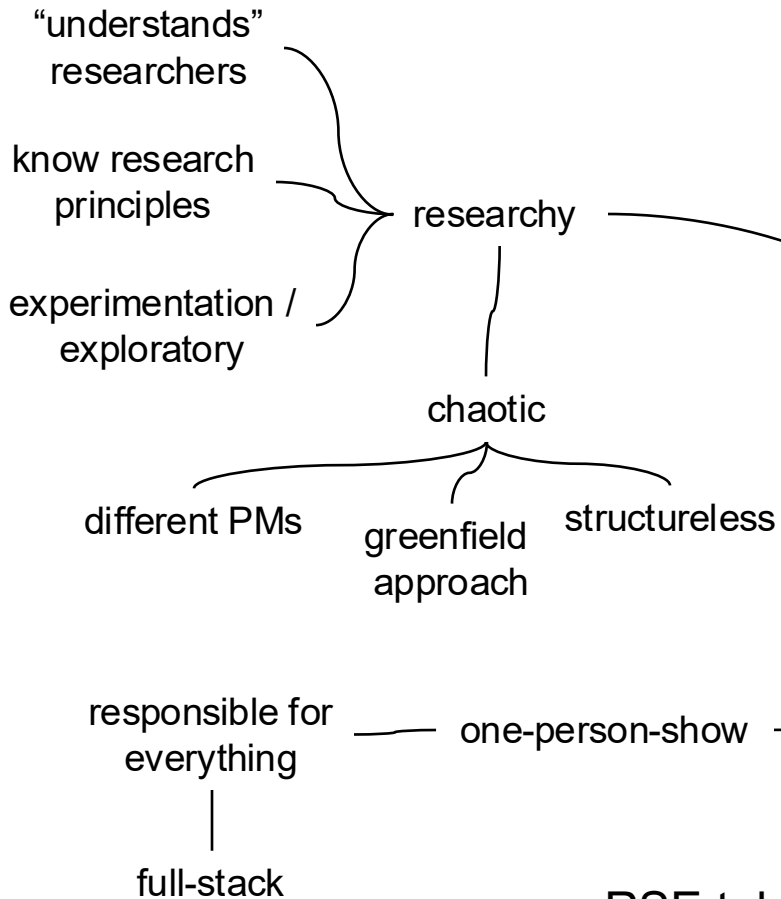 “understands”
researchers
know research
principles
researchy
experimentation /
exploratory
chaotic
different PMs
greenfield
approach
structureless
responsible for
everything
one-person-show
full-stack